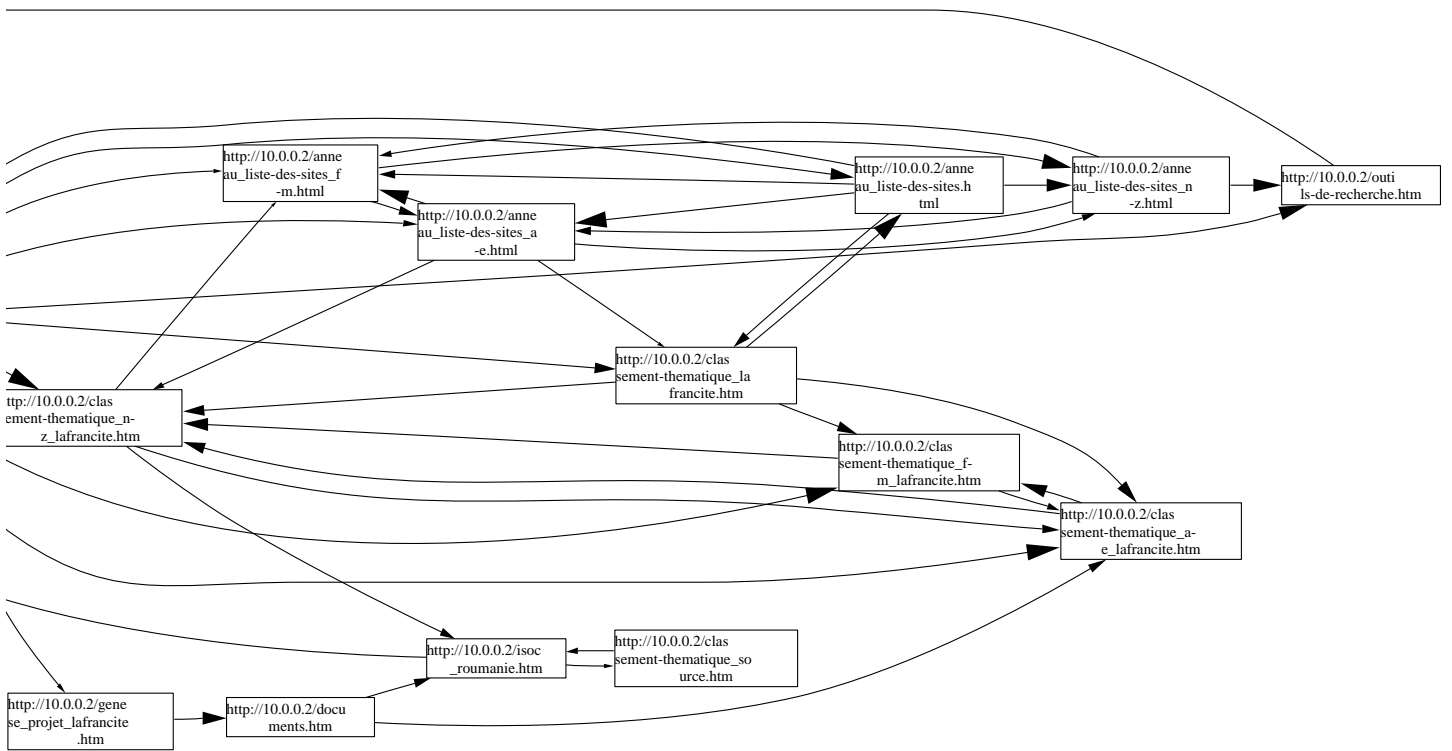 http://10.0.0.2/anne
au_liste-des-sites_f
-m.html
http://10.0.0.2/anne
au_liste-des-sites.h
tml
http://10.0.0.2/anne
au_liste-des-sites_n
-z.html
http://10.0.0.2/outi
ls-de-recherche.htm
http://10.0.0.2/anne
au_liste-des-sites_a
-e.html
http://10.0.0.2/clas
sement-thematique_la
francite.htm
ttp://10.0.0.2/clas
ement-thematique_n-
z_lafrancite.htm
http://10.0.0.2/clas
sement-thematique_f-
m_lafrancite.htm
http://10.0.0.2/clas
sement-thematique_a-
e_lafrancite.htm
http://10.0.0.2/isoc
_roumanie.htm
http://10.0.0.2/clas
sement-thematique_so
urce.htm
http://10.0.0.2/gene
se_projet_lafrancite
.htm
http://10.0.0.2/docu
ments.htm